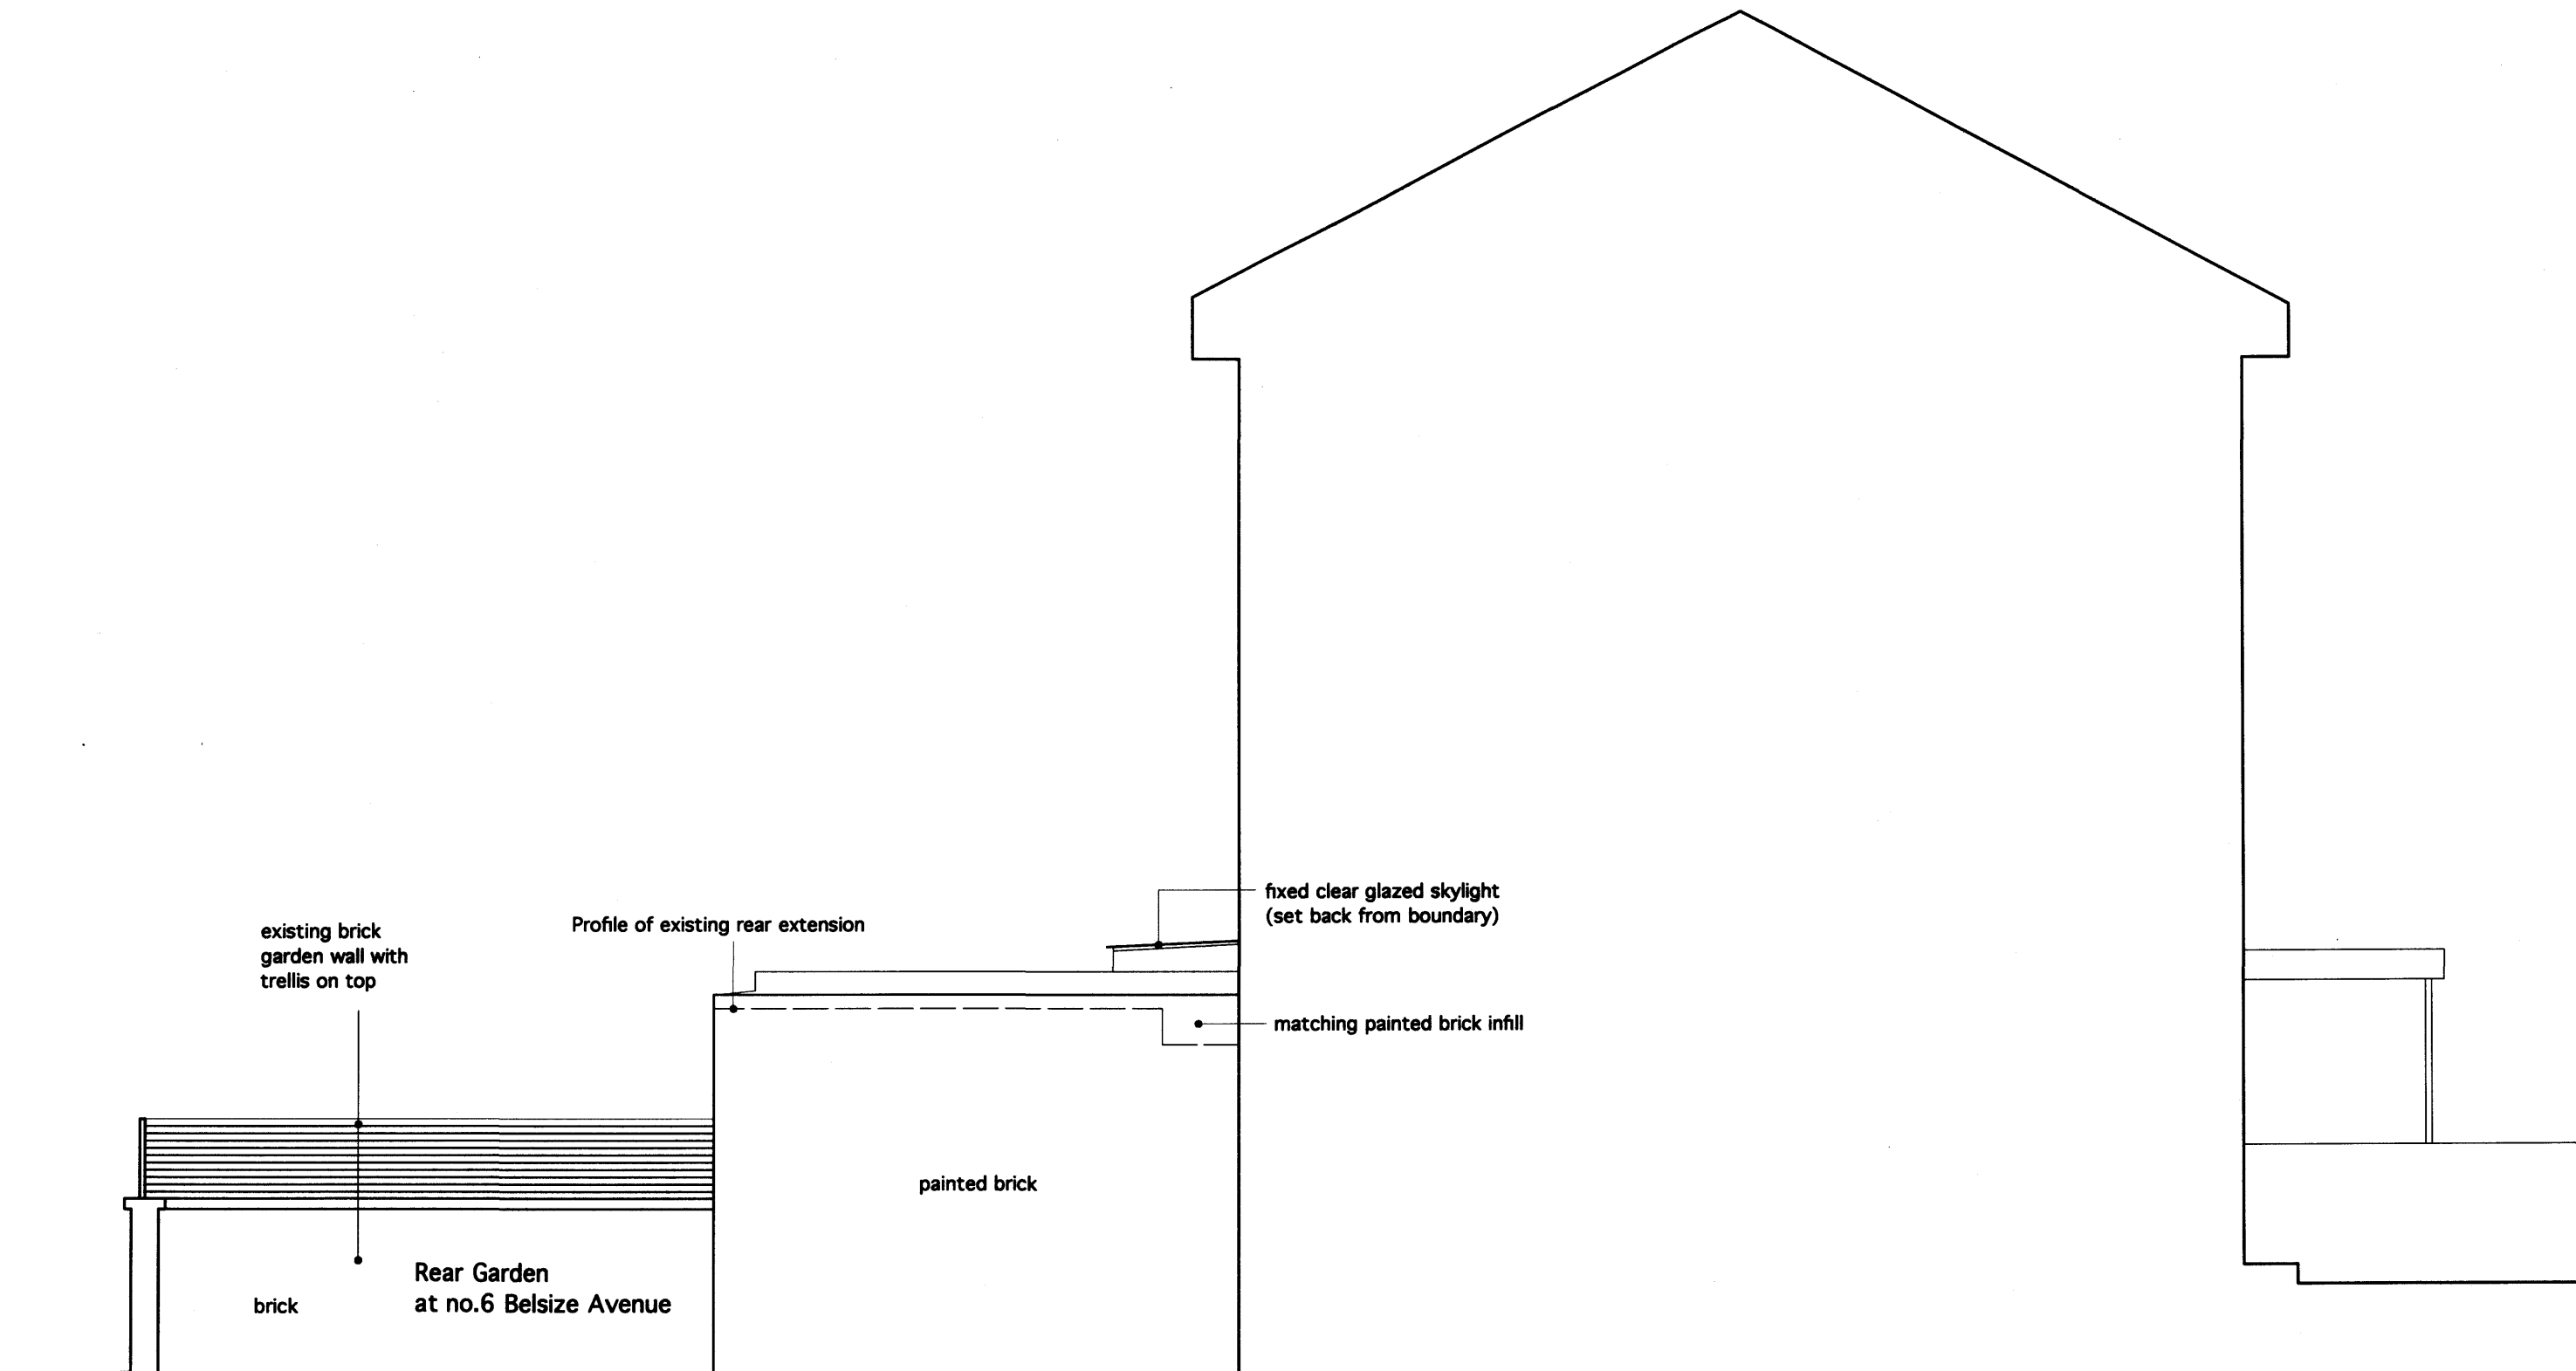 existing brick
garden wall with
trellis on top
Profile of existing rear extension
fixed clear glazed skylight
(set back from boundary)
matching painted brick infill
painted brick
Rear Garden
at no.6 Belsize Avenue
brick